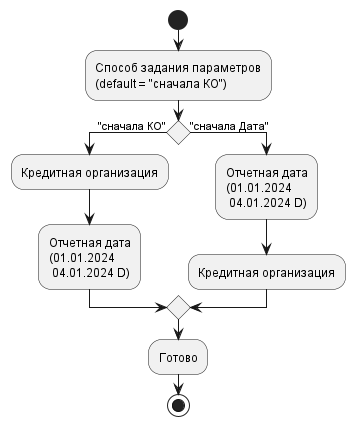 Способ задания параметров
(default = "сначала КО")
"сначала КО"
"сначала Дата"
Кредитная организация
Отчетная дата
(01.01.2024
04.01.2024 D)
Отчетная дата
(01.01.2024
04.01.2024 D)
Кредитная организация
Готово